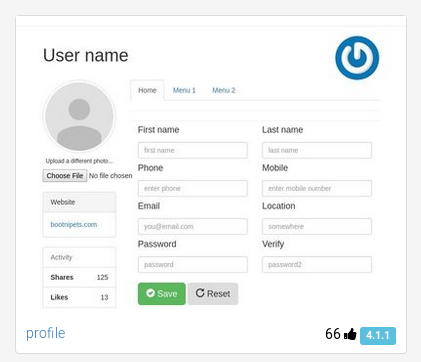 User name
Home Menu 1 Menu 2
First name Last name
first name last name
Phone Mobile
Upload a different photo...
Choose File No file chosen
enter phone enter mobile number
Email Location
Website
you@email.com somewhere
bootnipets.com
Password Verify
Activity
password password2
Shares 125
Likes 13
Save Reset
profile 66 4.1.1